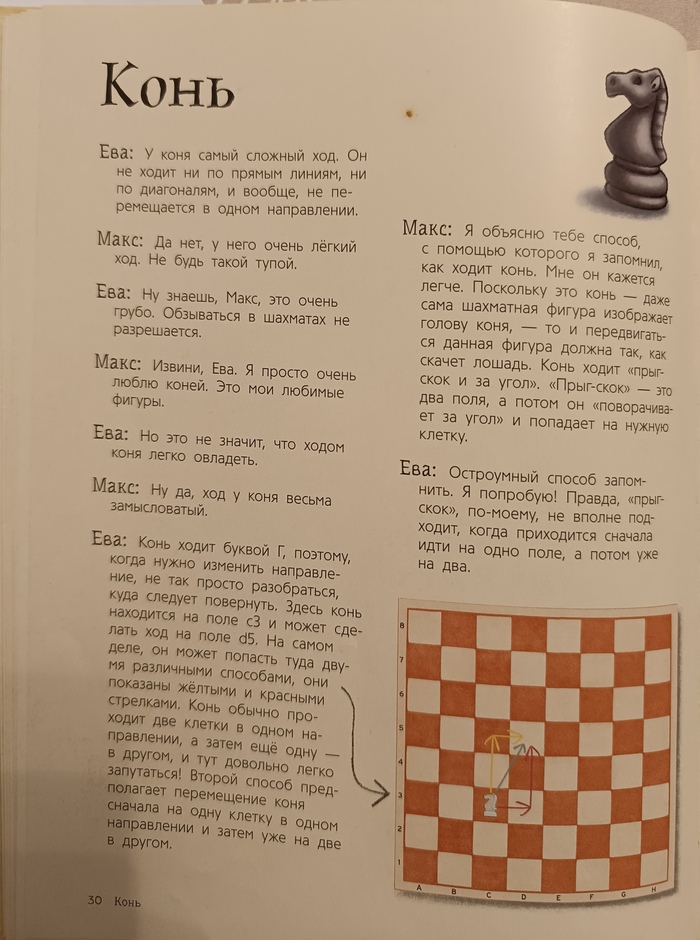 Конь
Ева: У коня самый сложный ход. Он
не ходит ни по прямым линиям, ни
по диагоналям, и вообще, не пе-
ремещается в одном направлении.
Макс: Да нет, у него очень лёгкий
ход. Не будь такой тупой.
Ева: Ну знаешь, Макс, это очень
грубо. Обзываться в шахматах не
разрешается.
Макс: Извини, Ева. Я просто очень
люблю коней. Это мои любимые
фигуры.
Ева: Но это не значит, что ходом
коня легко овладеть.
Макс: Ну да, ход у коня весьма
замысловатый.
Ева: Конь ходит буквой Г, поэтому,
когда нужно изменить направле-
ние, не так просто разобраться,
куда следует повернуть. Здесь конь
находится на поле c3 и может сде-
лать ход на поле d5. На самом
деле, он может попасть туда дву-
мя различными способами, они
показаны жёлтыми и красными
стрелками. Конь обычно про-
ходит две клетки в одном на-
правлении, а затем ещё одну —
в другом, и тут довольно легко
запутаться! Второй способ пред-
полагает перемещение коня
сначала на одну клетку в одном
направлении и затем уже на две
в другом.
Макс: Я объясню тебе способ,
с помощью которого я запомнил,
как ходит конь. Мне он кажется
легче. Поскольку это конь — даже
сама шахматная фигура изображает
голову коня, — то и передвигать-
ся данная фигура должна так, как
скачет лошадь. Конь ходит «прыг-
скок и за угол». «Прыг-скок» — это
два поля, а потом он «поворачива-
ет за угол» и попадает на нужную
клетку.
Ева: Остроумный способ запом-
нить. Я попробую! Правда, «прыг-
скок», по-моему, не вполне под-
ходит, когда приходится сначала
идти на одно поле, а потом уже
на два.
8
7
6
5
4
3
2
1
A B C D E F G H
30 Конь